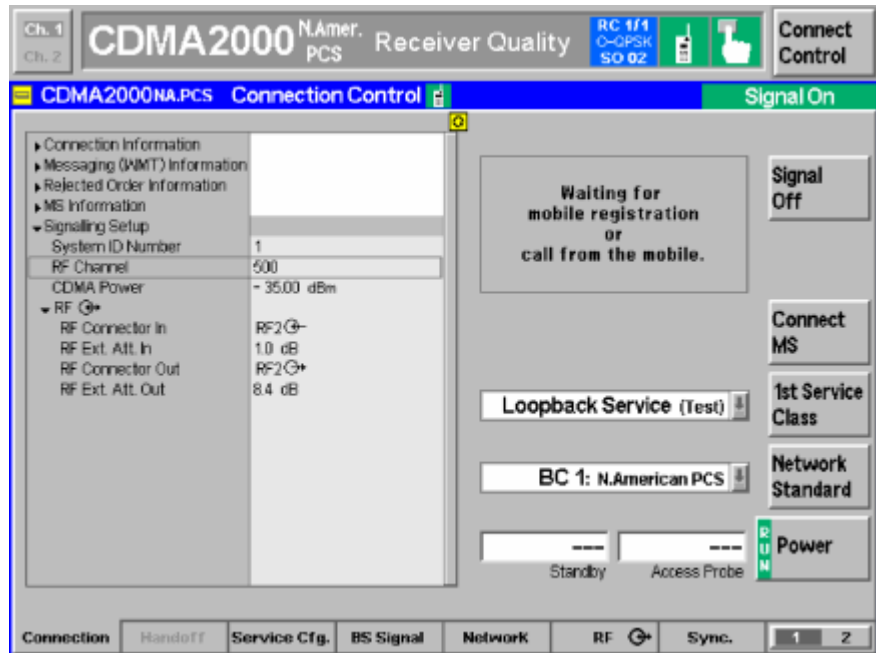 Ch. 1
Ch. 2
CDMA2000 N.Amer. PCS
Receiver Quality
RC 1/1
O-QPSK
SO 02
Connect Control
CDMA2000NA.PCS Connection Control
Signal On
Connection Information
Messaging (WMT) Information
Rejected Order Information
MS Information
Signalling Setup
System ID Number 1
RF Channel 600
CDMA Power - 35.00 dBm
RF
RF Connector In RF2
RF Ext. Att. In 1.0 dB
RF Connector Out RF2
RF Ext. Att. Out 8.4 dB
Waiting for
mobile registration
or
call from the mobile.
Signal
Off
Connect
MS
Loopback Service (Test)
1st Service
Class
BC 1: N.American PCS
Network
Standard
--- ---
Standby Access Probe
RUN
Power
Connection Handoff Service Cfg. BS Signal Network RF Sync. 1 2